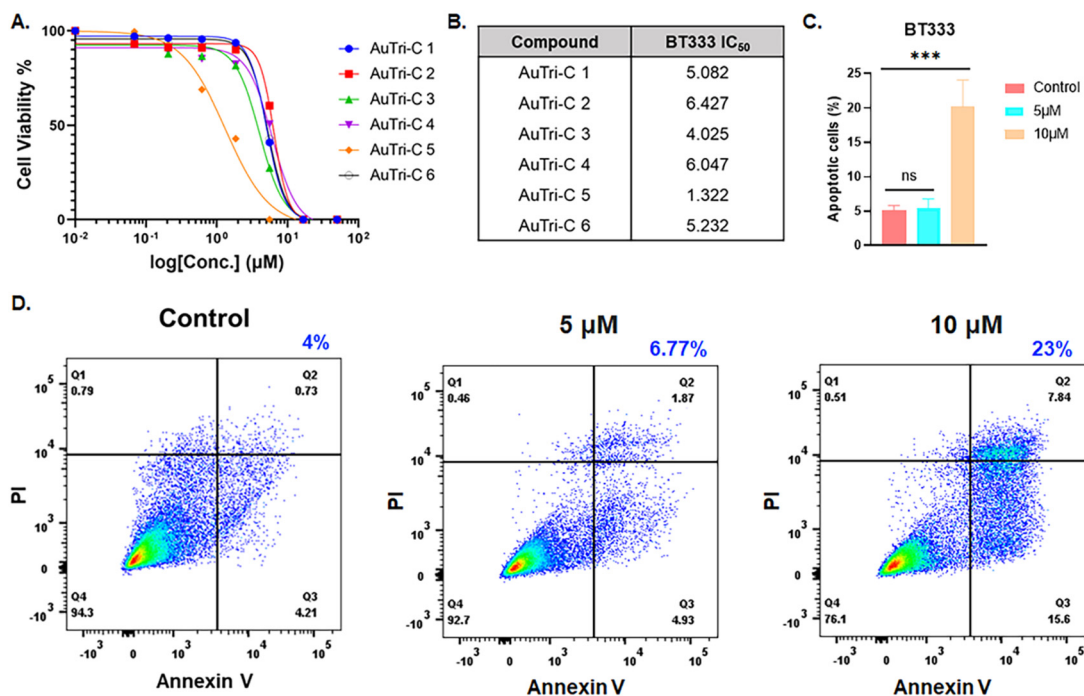 A.
Cell Viability %
100
50
0
10-2
10-1
100
101
102
log[Conc.] (µM)
AuTri-C 1
AuTri-C 2
AuTri-C 3
AuTri-C 4
AuTri-C 5
AuTri-C 6
B.
Compound BT333 IC50
AuTri-C 1 5.082
AuTri-C 2 6.427
AuTri-C 3 4.025
AuTri-C 4 6.047
AuTri-C 5 1.322
AuTri-C 6 5.232
C.
BT333
***
ns
Apoptotic cells (%)
25
20
15
10
5
0
Control
5µM
10µM
D.
Control
4%
Q1
0.79
Q2
0.73
Q4
94.3
Q3
4.21
PI
105
104
103
0
-103
-103 0 103 104 105
Annexin V
5 µM
6.77%
Q1
0.46
Q2
1.87
Q4
92.7
Q3
4.93
PI
105
104
103
0
-103
-103 0 103 104 105
Annexin V
10 µM
23%
Q1
0.51
Q2
7.84
Q4
76.1
Q3
15.6
PI
105
104
103
0
-103
-103 0 103 104 105
Annexin V